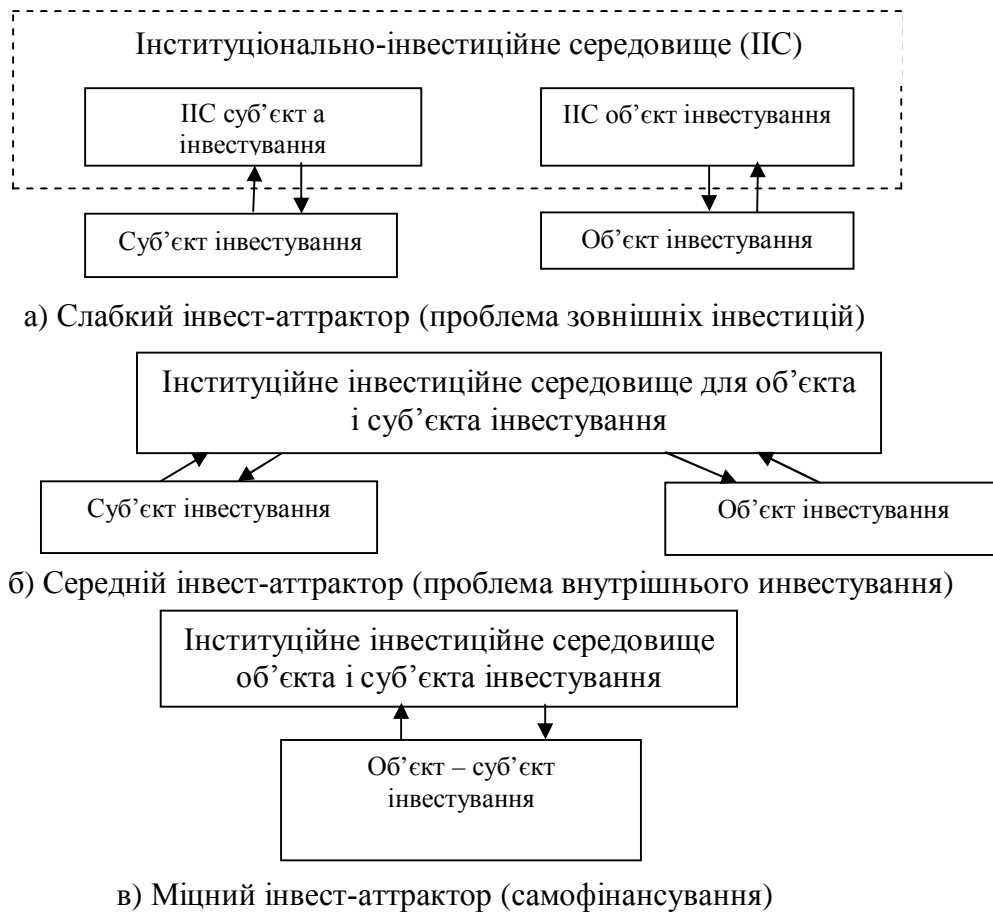 Інституціонально-інвестиційне середовище (ІІС)
ІІС суб’єкт а
інвестування
ІІС об’єкт інвестування
Суб’єкт інвестування
Об’єкт інвестування
а) Слабкий інвест-аттрактор (проблема зовнішніх інвестицій)
Інституційне інвестиційне середовище для об’єкта
і суб’єкта інвестування
Суб’єкт інвестування
Об’єкт інвестування
б) Середній інвест-аттрактор (проблема внутрішнього инвестування)
Інституційне інвестиційне середовище
об’єкта і суб’єкта інвестування
Об’єкт – суб’єкт
інвестування
в) Міцний інвест-аттрактор (самофінансування)